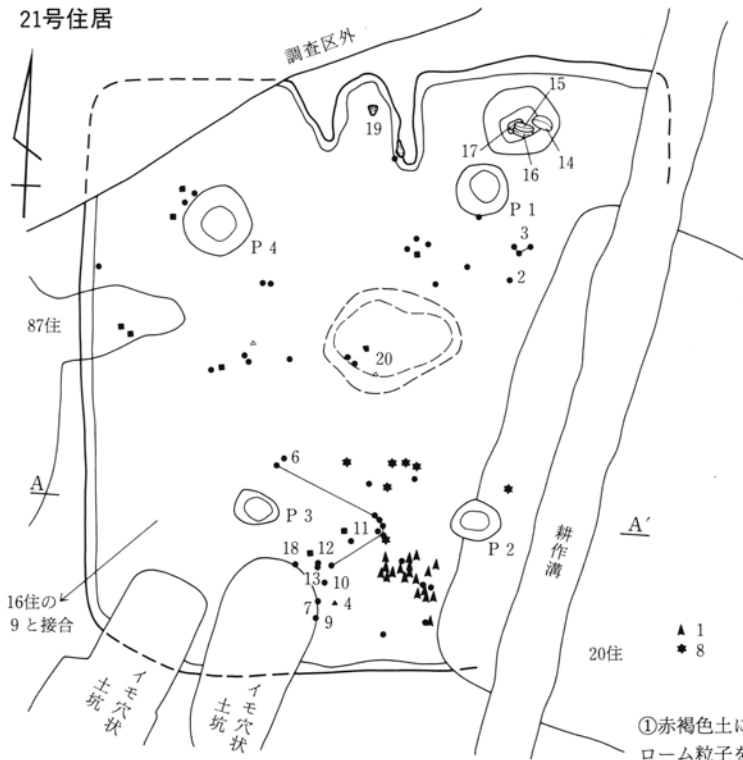 21号住居
調査区外
15
19
17
16
14
P 1
P 4
3
2
87住
20
6
A
P 3
11
P 2
A′
耕作溝
18
12
13
10
16住の
9と接合
7
4
9
1
20住
8
イモ穴状
土坑
イモ穴状
土坑
①赤褐色土に
ローム粒子を